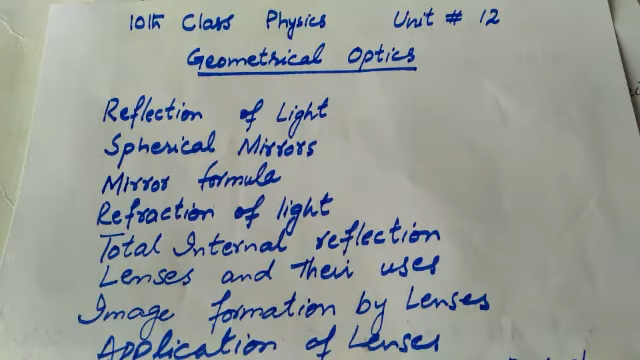 10th Class Physics Unit # 12
Geometrical Optics
Reflection of Light
Spherical Mirrors
Mirror formula
Refraction of light
Total Internal reflection
Lenses and their uses
Image formation by Lenses
Application of Lenses